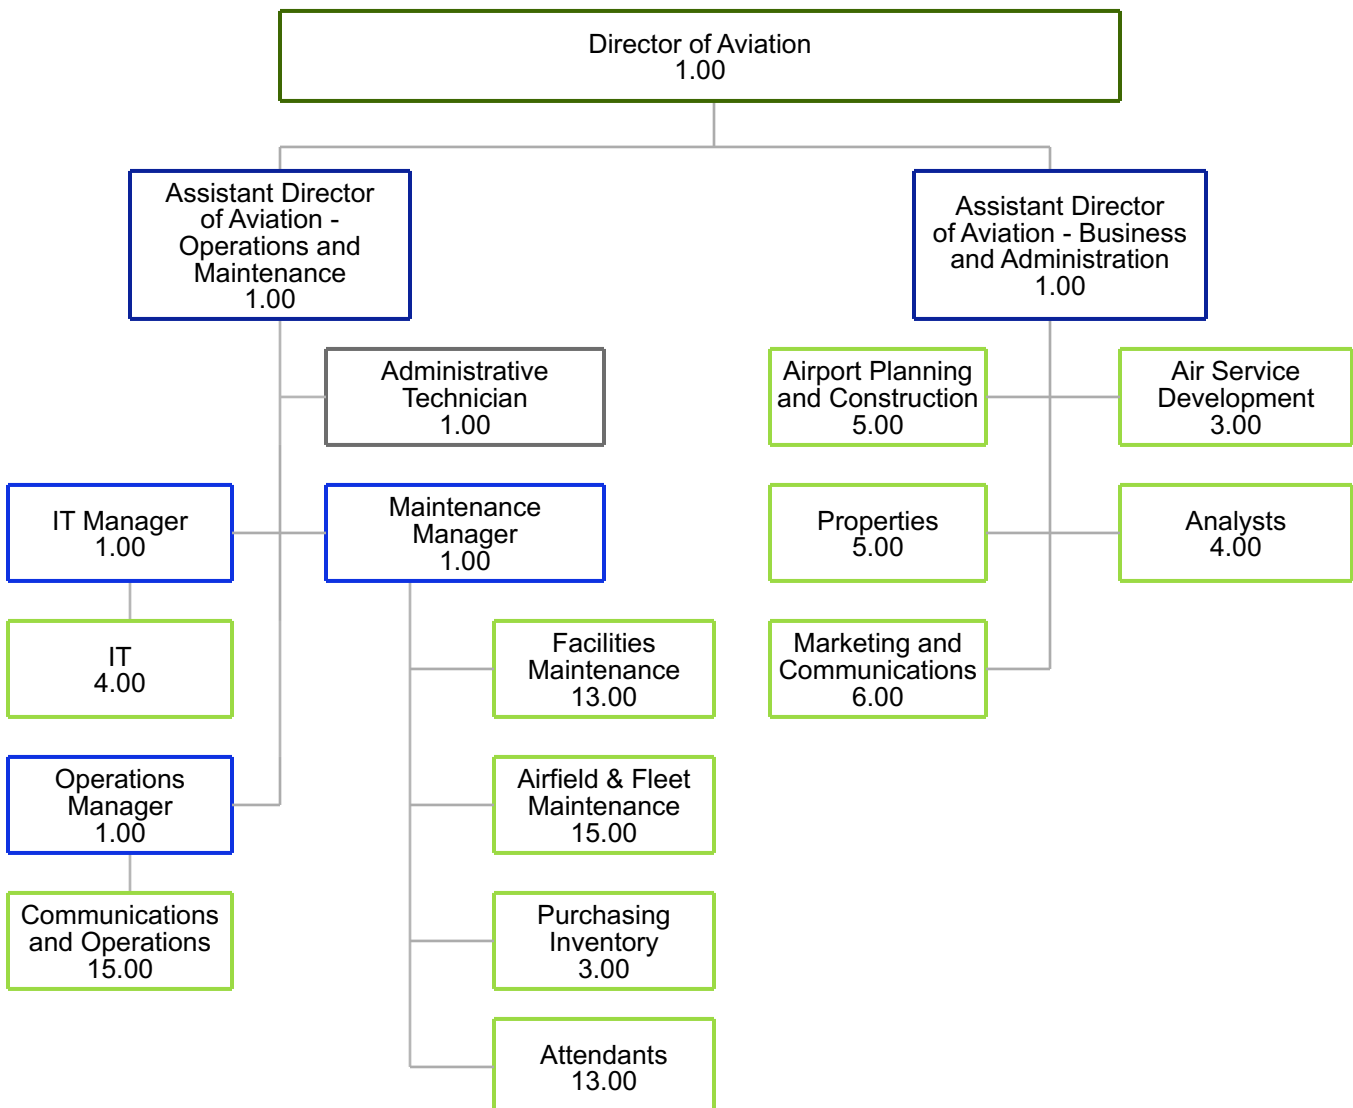 Director of Aviation
1.00
Assistant Director
of Aviation -
Operations and
Maintenance
1.00
Assistant Director
of Aviation - Business
and Administration
1.00
Administrative
Technician
1.00
Airport Planning
and Construction
5.00
Air Service
Development
3.00
IT Manager
1.00
Maintenance
Manager
1.00
Properties
5.00
Analysts
4.00
IT
4.00
Facilities
Maintenance
13.00
Marketing and
Communications
6.00
Operations
Manager
1.00
Airfield & Fleet
Maintenance
15.00
Communications
and Operations
15.00
Purchasing
Inventory
3.00
Attendants
13.00